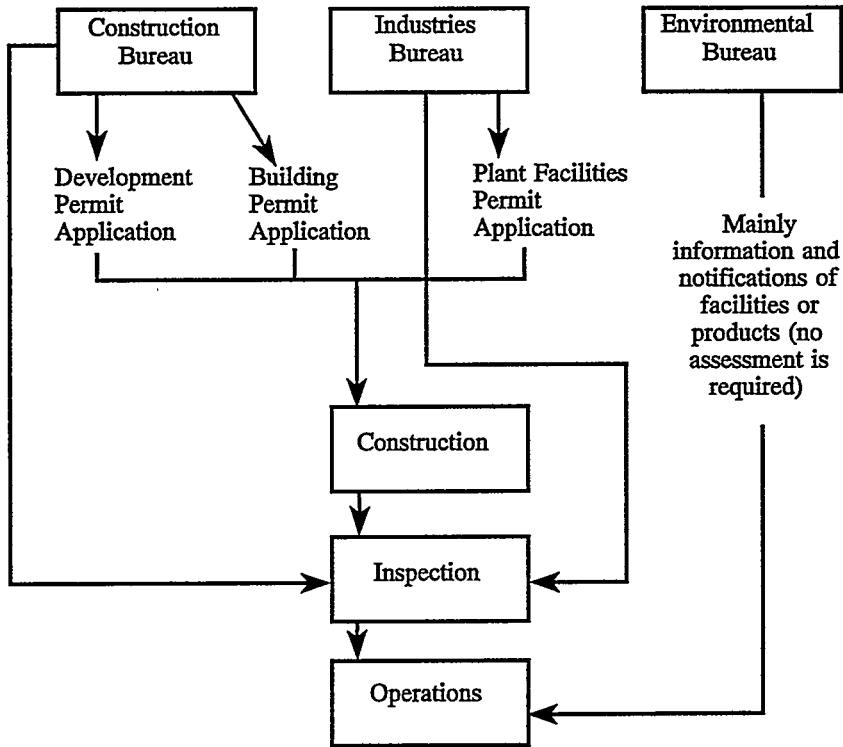 Construction
Bureau
Industries
Bureau
Environmental
Bureau
Development
Permit
Application
Building
Permit
Application
Plant Facilities
Permit
Application
Mainly
information and
notifications of
facilities or
products (no
assessment is
required)
Construction
Inspection
Operations